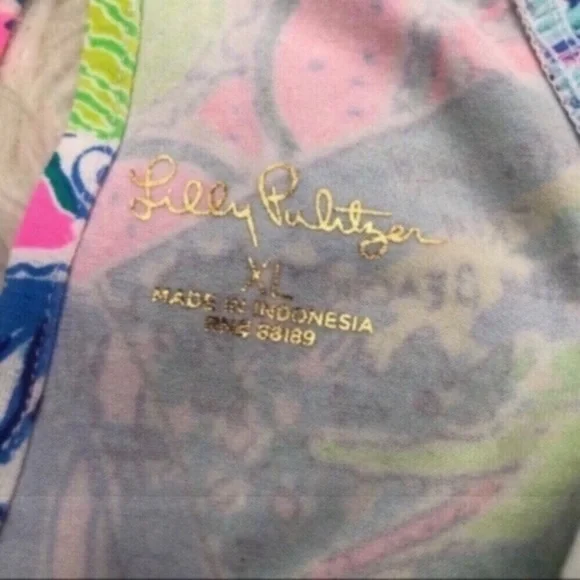 Lilly Pulitzer
XL
MADE IN INDONESIA
RN# 88189